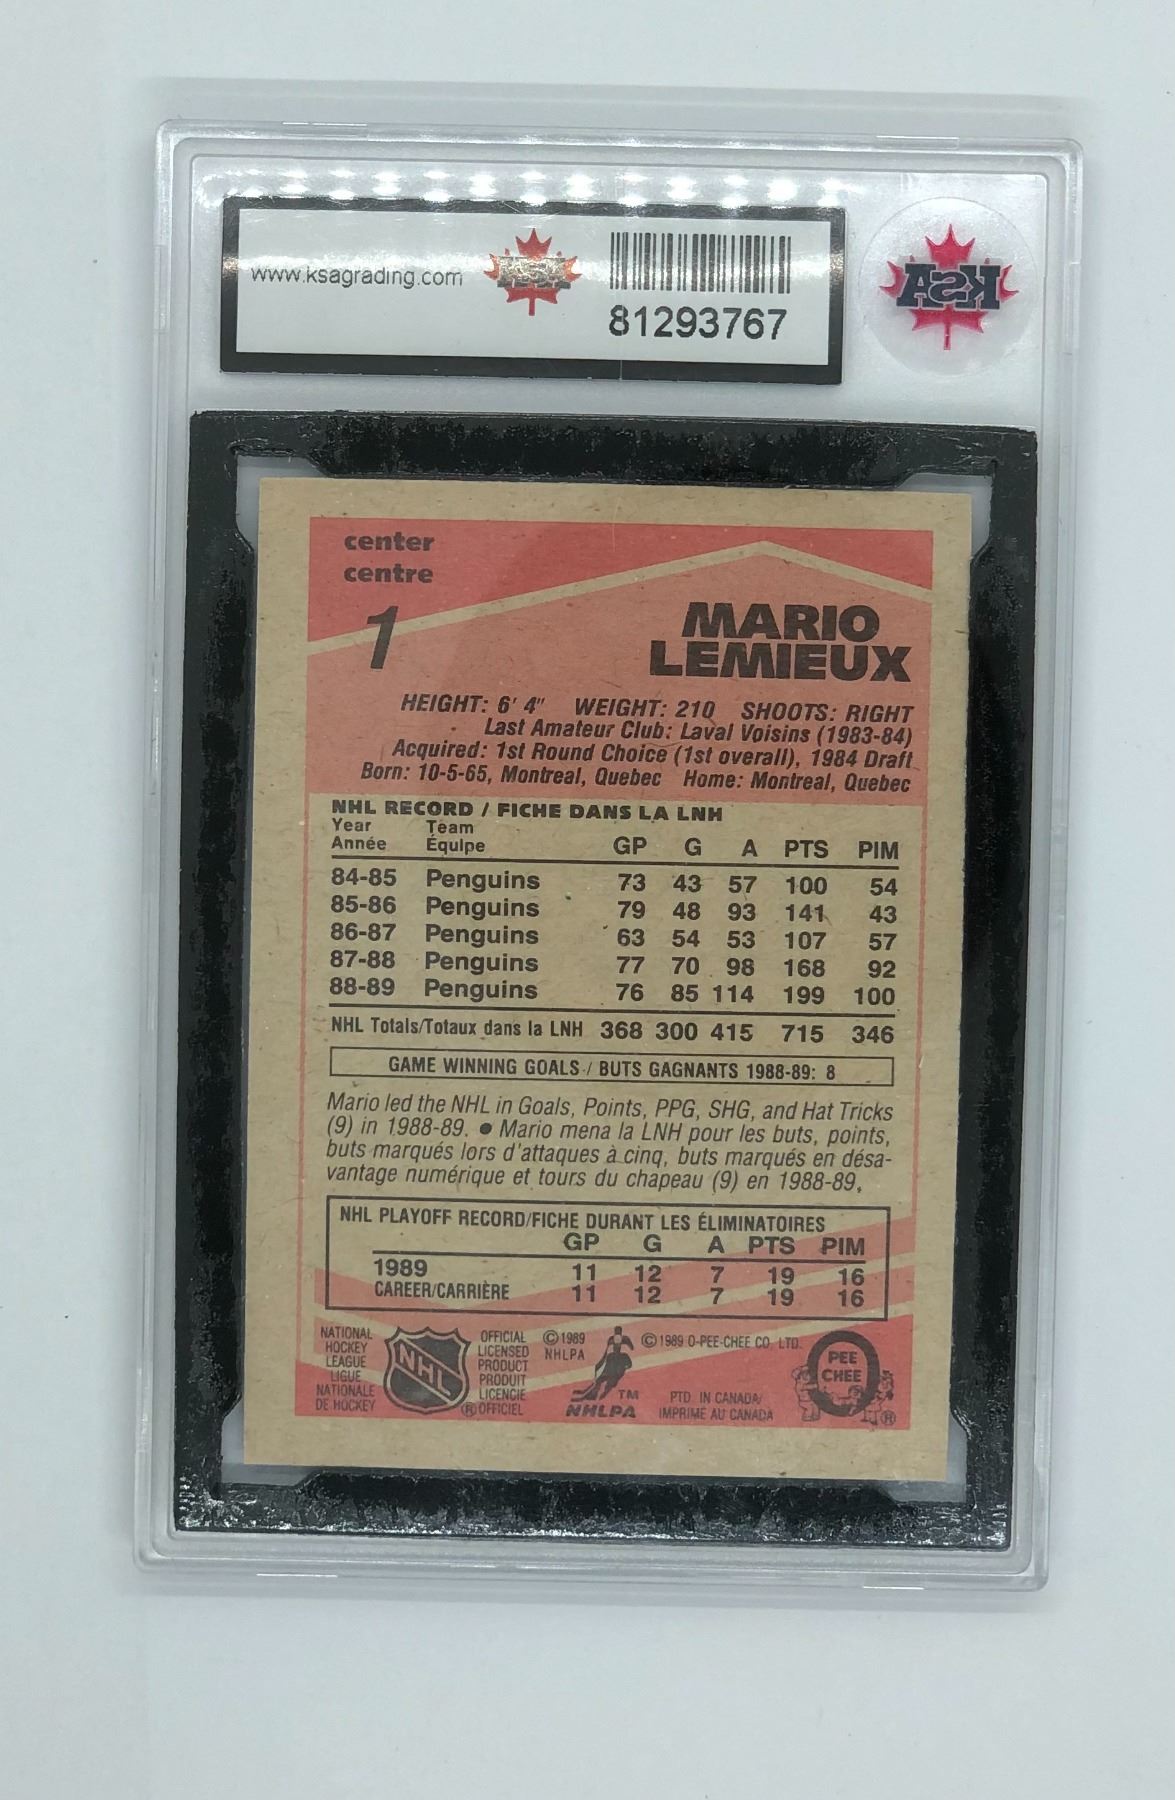 www.ksagrading.com
81293767
KSA
center
centre
1
MARIO
LEMIEUX
HEIGHT: 6' 4" WEIGHT: 210 SHOOTS: RIGHT
Last Amateur Club: Laval Voisins (1983-84)
Acquired: 1st Round Choice (1st overall), 1984 Draft
Born: 10-5-65, Montreal, Quebec Home: Montreal, Quebec
NHL RECORD / FICHE DANS LA LNH
Year Team
Année Équipe GP G A PTS PIM
84-85 Penguins 73 43 57 100 54
85-86 Penguins 79 48 93 141 43
86-87 Penguins 63 54 53 107 57
87-88 Penguins 77 70 98 168 92
88-89 Penguins 76 85 114 199 100
NHL Totals/Totaux dans la LNH 368 300 415 715 346
GAME WINNING GOALS / BUTS GAGNANTS 1988-89: 8
Mario led the NHL in Goals, Points, PPG, SHG, and Hat Tricks
(9) in 1988-89. ● Mario mena la LNH pour les buts, points,
buts marqués lors d'attaques à cinq, buts marqués en désa-
vantage numérique et tours du chapeau (9) en 1988-89.
NHL PLAYOFF RECORD/FICHE DURANT LES ÉLIMINATOIRES
GP G A PTS PIM
1989 11 12 7 19 16
CAREER/CARRIÈRE 11 12 7 19 16
NATIONAL
HOCKEY
LEAGUE
LIGUE
NATIONALE
DE HOCKEY
NHL
®
OFFICIAL
LICENSED
PRODUCT
PRODUIT
LICENCIE
OFFICIEL
©1989
NHLPA
TM
NHLPA
©1989 O-PEE-CHEE CO. LTD.
PTD. IN CANADA/
IMPRIME AU CANADA
O
PEE
CHEE
®